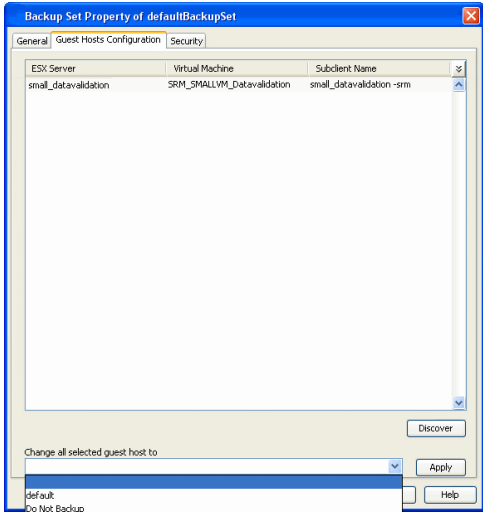 Backup Set Property of defaultBackupSet
General Guest Hosts Configuration Security
ESX Server Virtual Machine Subclient Name
small_datavalidation SRM_SMALLVM_Datavalidation small_datavalidation -srm
Discover
Change all selected guest host to
Apply
default
Do Not Backup
Help